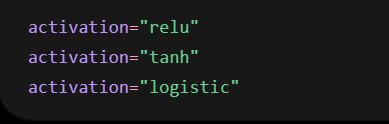 activation="relu"
activation="tanh"
activation="logistic"